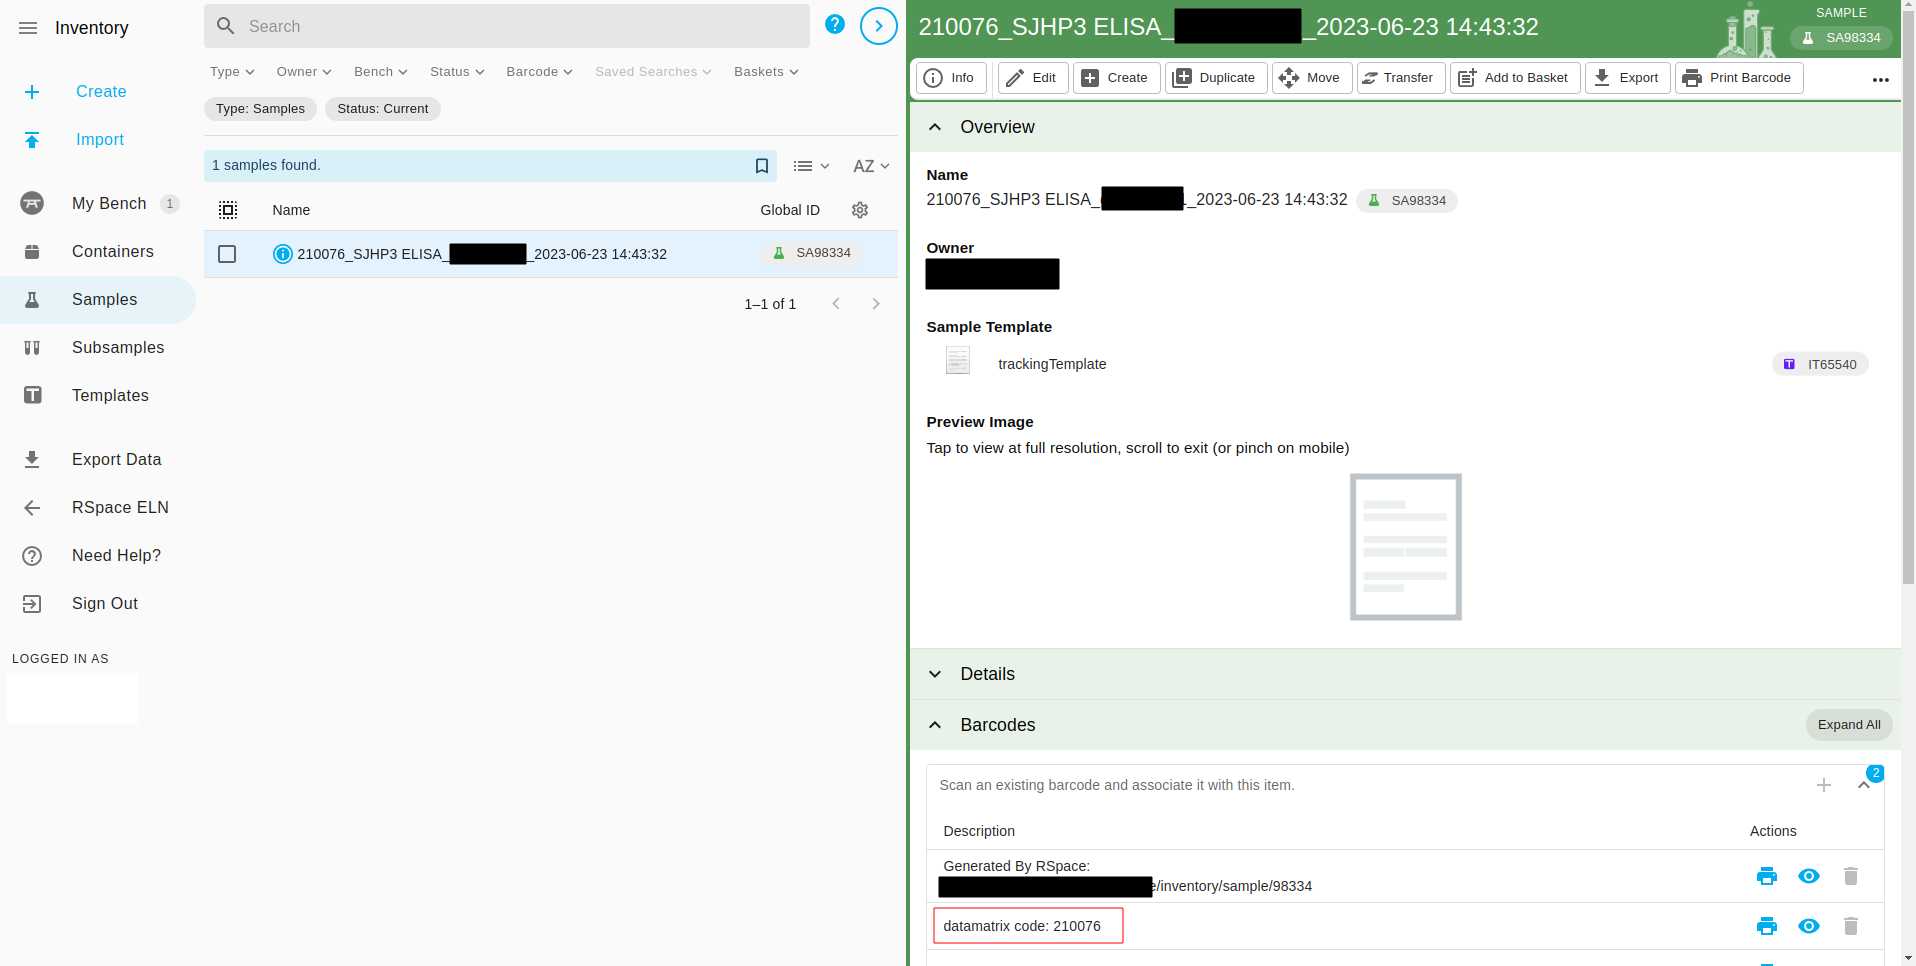 Inventory
Create
Import
My Bench 1
Containers
Samples
Subsamples
Templates
Export Data
RSpace ELN
Need Help?
Sign Out
LOGGED IN AS
Search
?
Type Owner Bench Status Barcode Saved Searches Baskets
Type: Samples Status: Current
1 samples found.
AZ
Name Global ID
210076_SJHP3 ELISA_ _2023-06-23 14:43:32 SA98334
1–1 of 1
210076_SJHP3 ELISA_ _2023-06-23 14:43:32
SAMPLE
SA98334
Info Edit Create Duplicate Move Transfer Add to Basket Export Print Barcode
Overview
Name
210076_SJHP3 ELISA_ _2023-06-23 14:43:32 SA98334
Owner
Sample Template
trackingTemplate IT65540
Preview Image
Tap to view at full resolution, scroll to exit (or pinch on mobile)
Details
Barcodes Expand All
2
Scan an existing barcode and associate it with this item.
Description Actions
Generated By RSpace:
e/inventory/sample/98334
datamatrix code: 210076